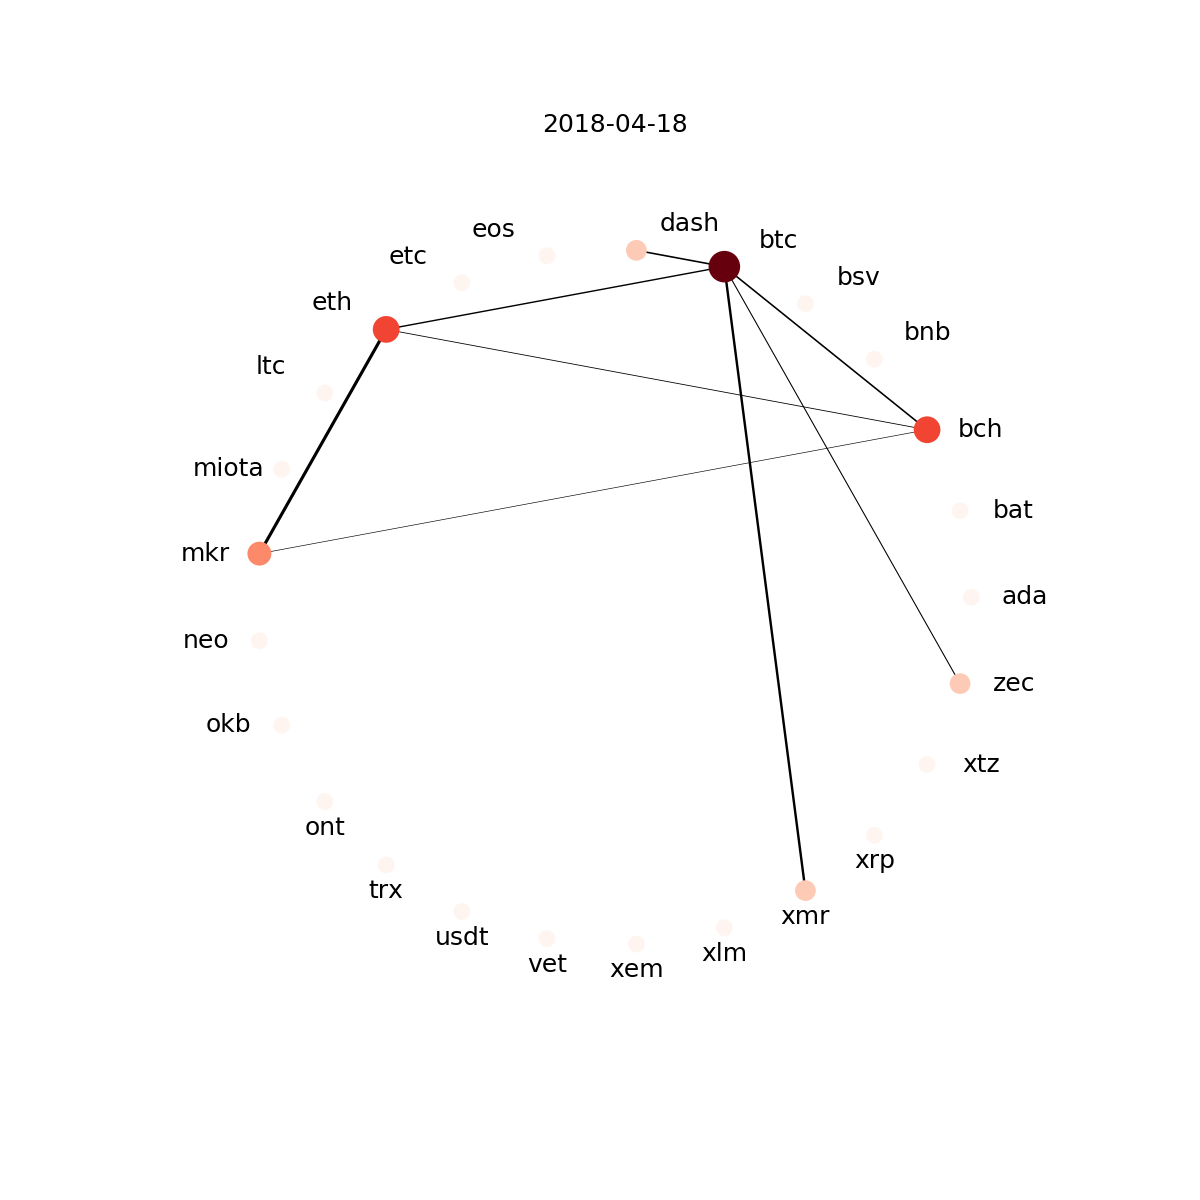 2018-04-18
dash
eos
btc
etc
bsv
eth
bnb
ltc
bch
miota
bat
mkr
ada
neo
zec
okb
xtz
ont
xrp
trx
xmr
usdt
xlm
vet
xem